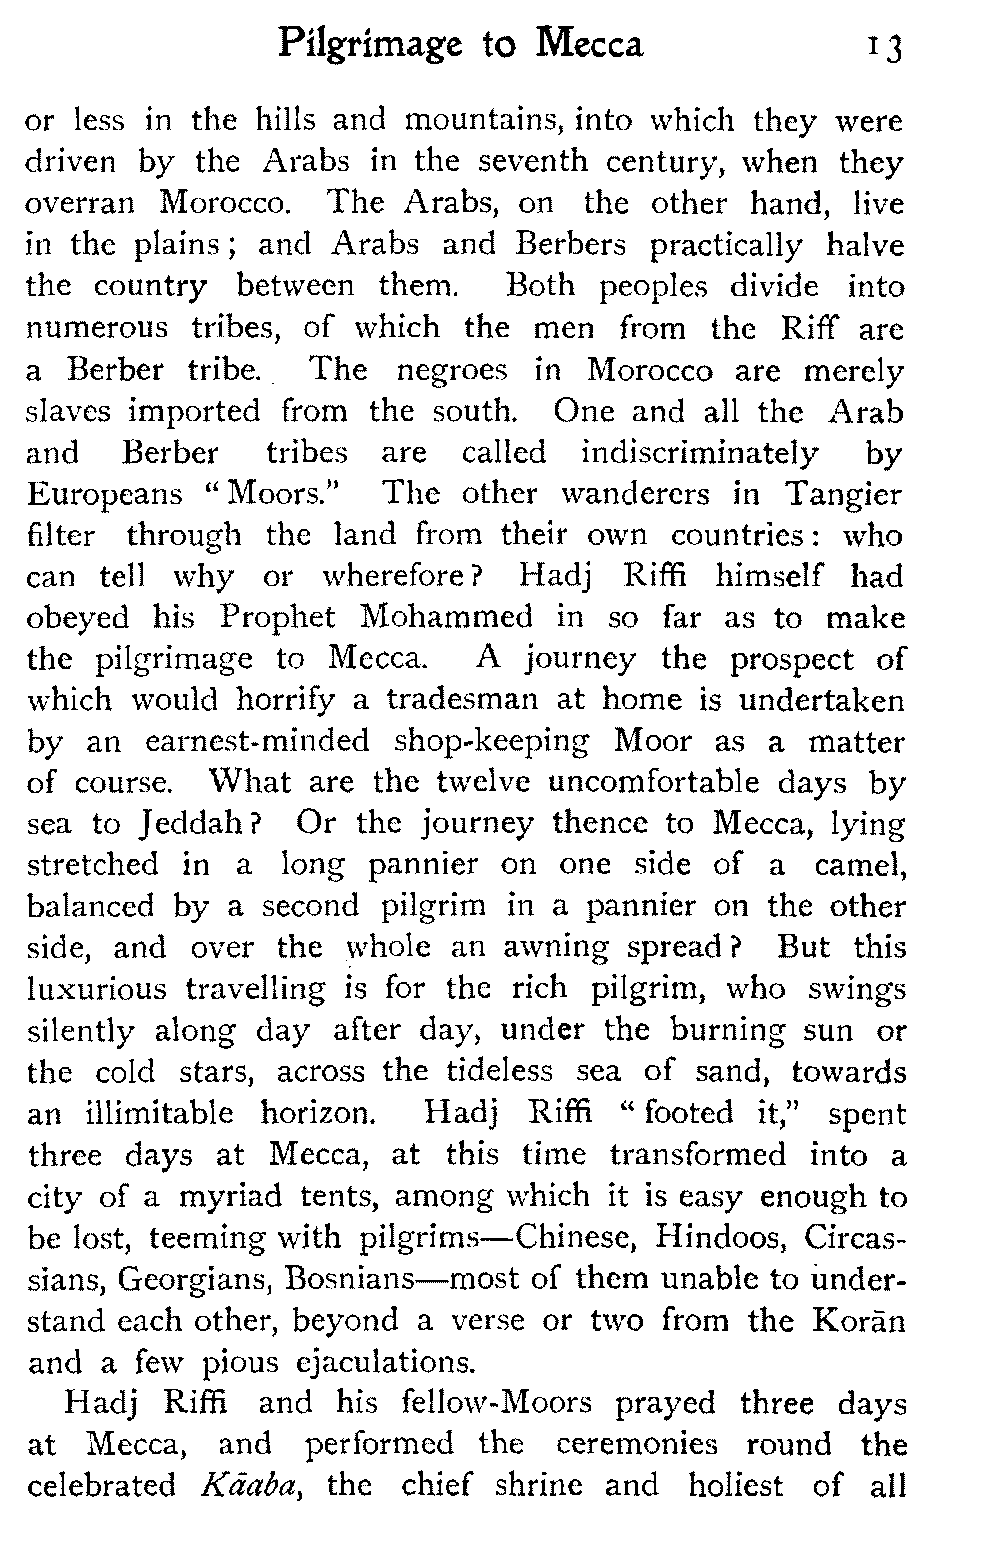 Pilgrimage to Mecca 13
or less in the hills and mountains, into which they were
driven by the Arabs in the seventh century, when they
overran Morocco. The Arabs, on the other hand, live
in the plains; and Arabs and Berbers practically halve
the country between them. Both peoples divide into
numerous tribes, of which the men from the Riff are
a Berber tribe. The negroes in Morocco are merely
slaves imported from the south. One and all the Arab
and Berber tribes are called indiscriminately by
Europeans “Moors.” The other wanderers in Tangier
filter through the land from their own countries: who
can tell why or wherefore? Hadj Riffi himself had
obeyed his Prophet Mohammed in so far as to make
the pilgrimage to Mecca. A journey the prospect of
which would horrify a tradesman at home is undertaken
by an earnest-minded shop-keeping Moor as a matter
of course. What are the twelve uncomfortable days by
sea to Jeddah? Or the journey thence to Mecca, lying
stretched in a long pannier on one side of a camel,
balanced by a second pilgrim in a pannier on the other
side, and over the whole an awning spread? But this
luxurious travelling is for the rich pilgrim, who swings
silently along day after day, under the burning sun or
the cold stars, across the tideless sea of sand, towards
an illimitable horizon. Hadj Riffi “footed it,” spent
three days at Mecca, at this time transformed into a
city of a myriad tents, among which it is easy enough to
be lost, teeming with pilgrims—Chinese, Hindoos, Circas-
sians, Georgians, Bosnians—most of them unable to under-
stand each other, beyond a verse or two from the Korān
and a few pious ejaculations.
Hadj Riffi and his fellow-Moors prayed three days
at Mecca, and performed the ceremonies round the
celebrated Kāaba, the chief shrine and holiest of all